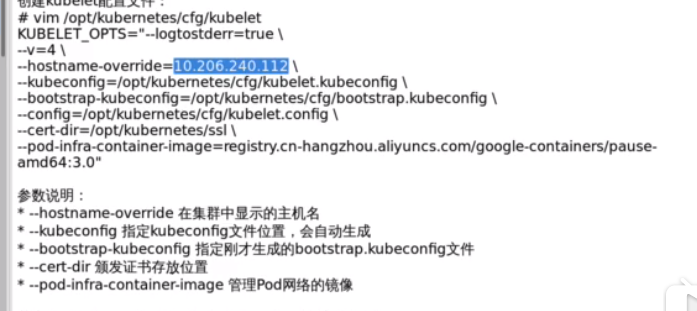 创建kubelet配置文件：
# vim /opt/kubernetes/cfg/kubelet
KUBELET_OPTS="--logtostderr=true \
--v=4 \
--hostname-override=10.206.240.112 \
--kubeconfig=/opt/kubernetes/cfg/kubelet.kubeconfig \
--bootstrap-kubeconfig=/opt/kubernetes/cfg/bootstrap.kubeconfig \
--config=/opt/kubernetes/cfg/kubelet.config \
--cert-dir=/opt/kubernetes/ssl \
--pod-infra-container-image=registry.cn-hangzhou.aliyuncs.com/google-containers/pause-
amd64:3.0"
参数说明：
* --hostname-override 在集群中显示的主机名
* --kubeconfig 指定kubeconfig文件位置，会自动生成
* --bootstrap-kubeconfig 指定刚才生成的bootstrap.kubeconfig文件
* --cert-dir 颁发证书存放位置
* --pod-infra-container-image 管理Pod网络的镜像